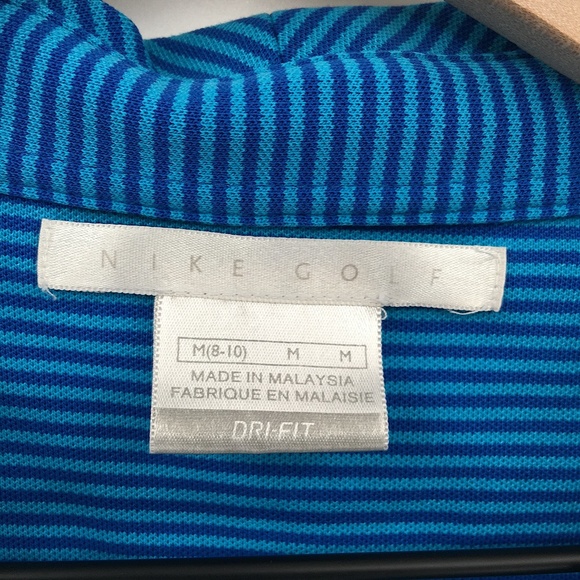 NIKE GOLF
M(8-10) M M
MADE IN MALAYSIA
FABRIQUE EN MALAISIE
DRI-FIT